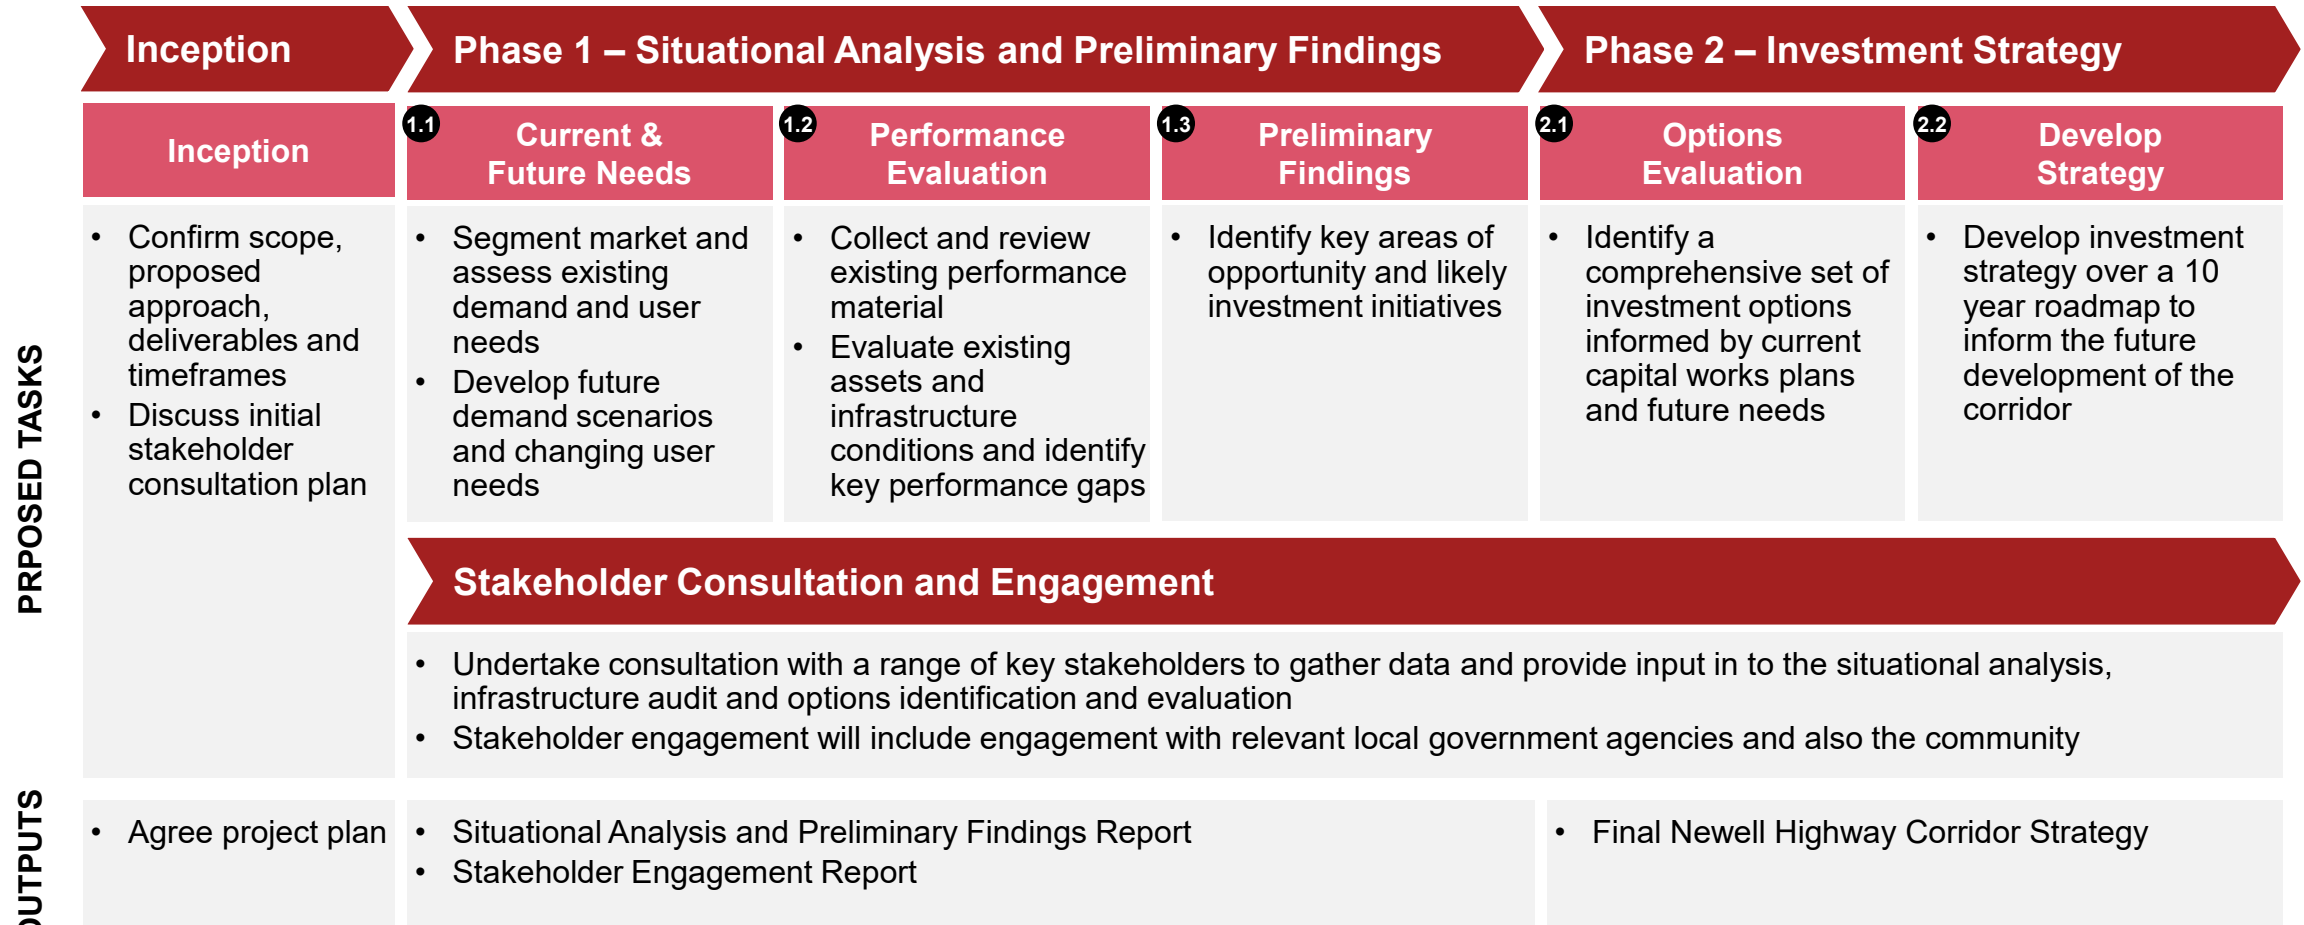 Inception
Phase 1 – Situational Analysis and Preliminary Findings
Phase 2 – Investment Strategy
PRPOSED TASKS
Inception
1.1
Current &
Future Needs
1.2
Performance
Evaluation
1.3
Preliminary
Findings
2.1
Options
Evaluation
2.2
Develop
Strategy
• Confirm scope,
proposed
approach,
deliverables and
timeframes
• Discuss initial
stakeholder
consultation plan
• Segment market and
assess existing
demand and user
needs
• Develop future
demand scenarios
and changing user
needs
• Collect and review
existing performance
material
• Evaluate existing
assets and
infrastructure
conditions and identify
key performance gaps
• Identify key areas of
opportunity and likely
investment initiatives
• Identify a
comprehensive set of
investment options
informed by current
capital works plans
and future needs
• Develop investment
strategy over a 10
year roadmap to
inform the future
development of the
corridor
Stakeholder Consultation and Engagement
• Undertake consultation with a range of key stakeholders to gather data and provide input in to the situational analysis,
infrastructure audit and options identification and evaluation
• Stakeholder engagement will include engagement with relevant local government agencies and also the community
OUTPUTS
• Agree project plan
• Situational Analysis and Preliminary Findings Report
• Stakeholder Engagement Report
• Final Newell Highway Corridor Strategy